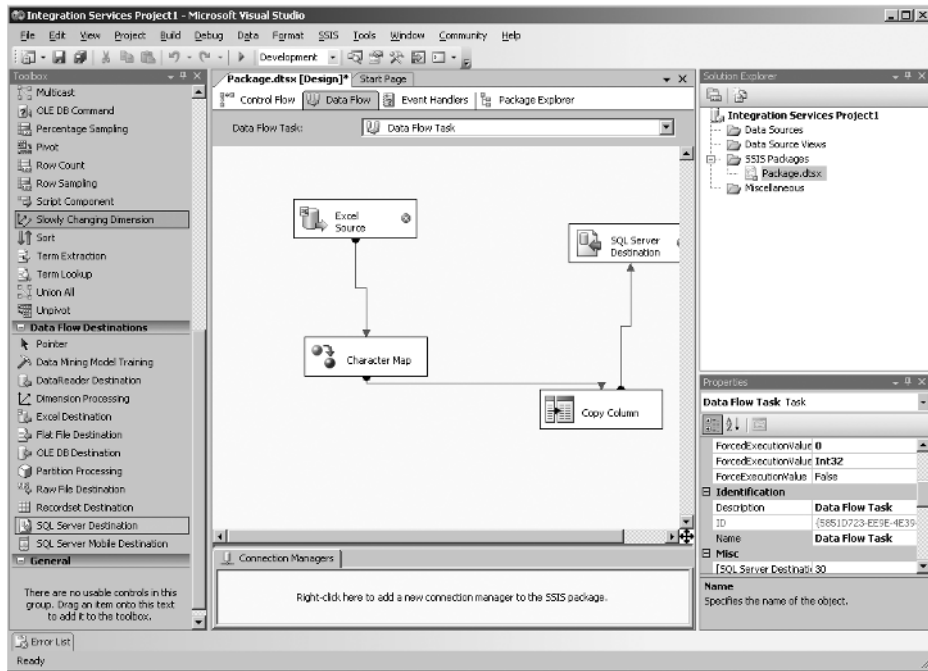 Integration Services Project1 - Microsoft Visual Studio
File Edit View Project Build Debug Data Format SSIS Tools Window Community Help
Development
Toolbox
Multicast
OLE DB Command
Percentage Sampling
Pivot
Row Count
Row Sampling
Script Component
Slowly Changing Dimension
Sort
Term Extraction
Term Lookup
Union All
Unpivot
Data Flow Destinations
Pointer
Data Mining Model Training
DataReader Destination
Dimension Processing
Excel Destination
Flat File Destination
OLE DB Destination
Partition Processing
Raw File Destination
Recordset Destination
SQL Server Destination
SQL Server Mobile Destination
General
There are no usable controls in this
group. Drag an item onto this text
to add it to the toolbox.
Package.dtsx [Design]* Start Page
Control Flow Data Flow Event Handlers Package Explorer
Data Flow Task: Data Flow Task
Excel
Source
SQL Server
Destination
Character Map
Copy Column
Connection Managers
Right-click here to add a new connection manager to the SSIS package.
Solution Explorer
Integration Services Project1
Data Sources
Data Source Views
SSIS Packages
Package.dtsx
Miscellaneous
Properties
Data Flow Task Task
ForcedExecutionValue 0
ForcedExecutionValue Int32
ForceExecutionValue False
Identification
Description Data Flow Task
ID {5851D723-EE9E-4E39-
Name Data Flow Task
Misc
[SQL Server Destinati 30
Name
Specifies the name of the object.
Error List
Ready